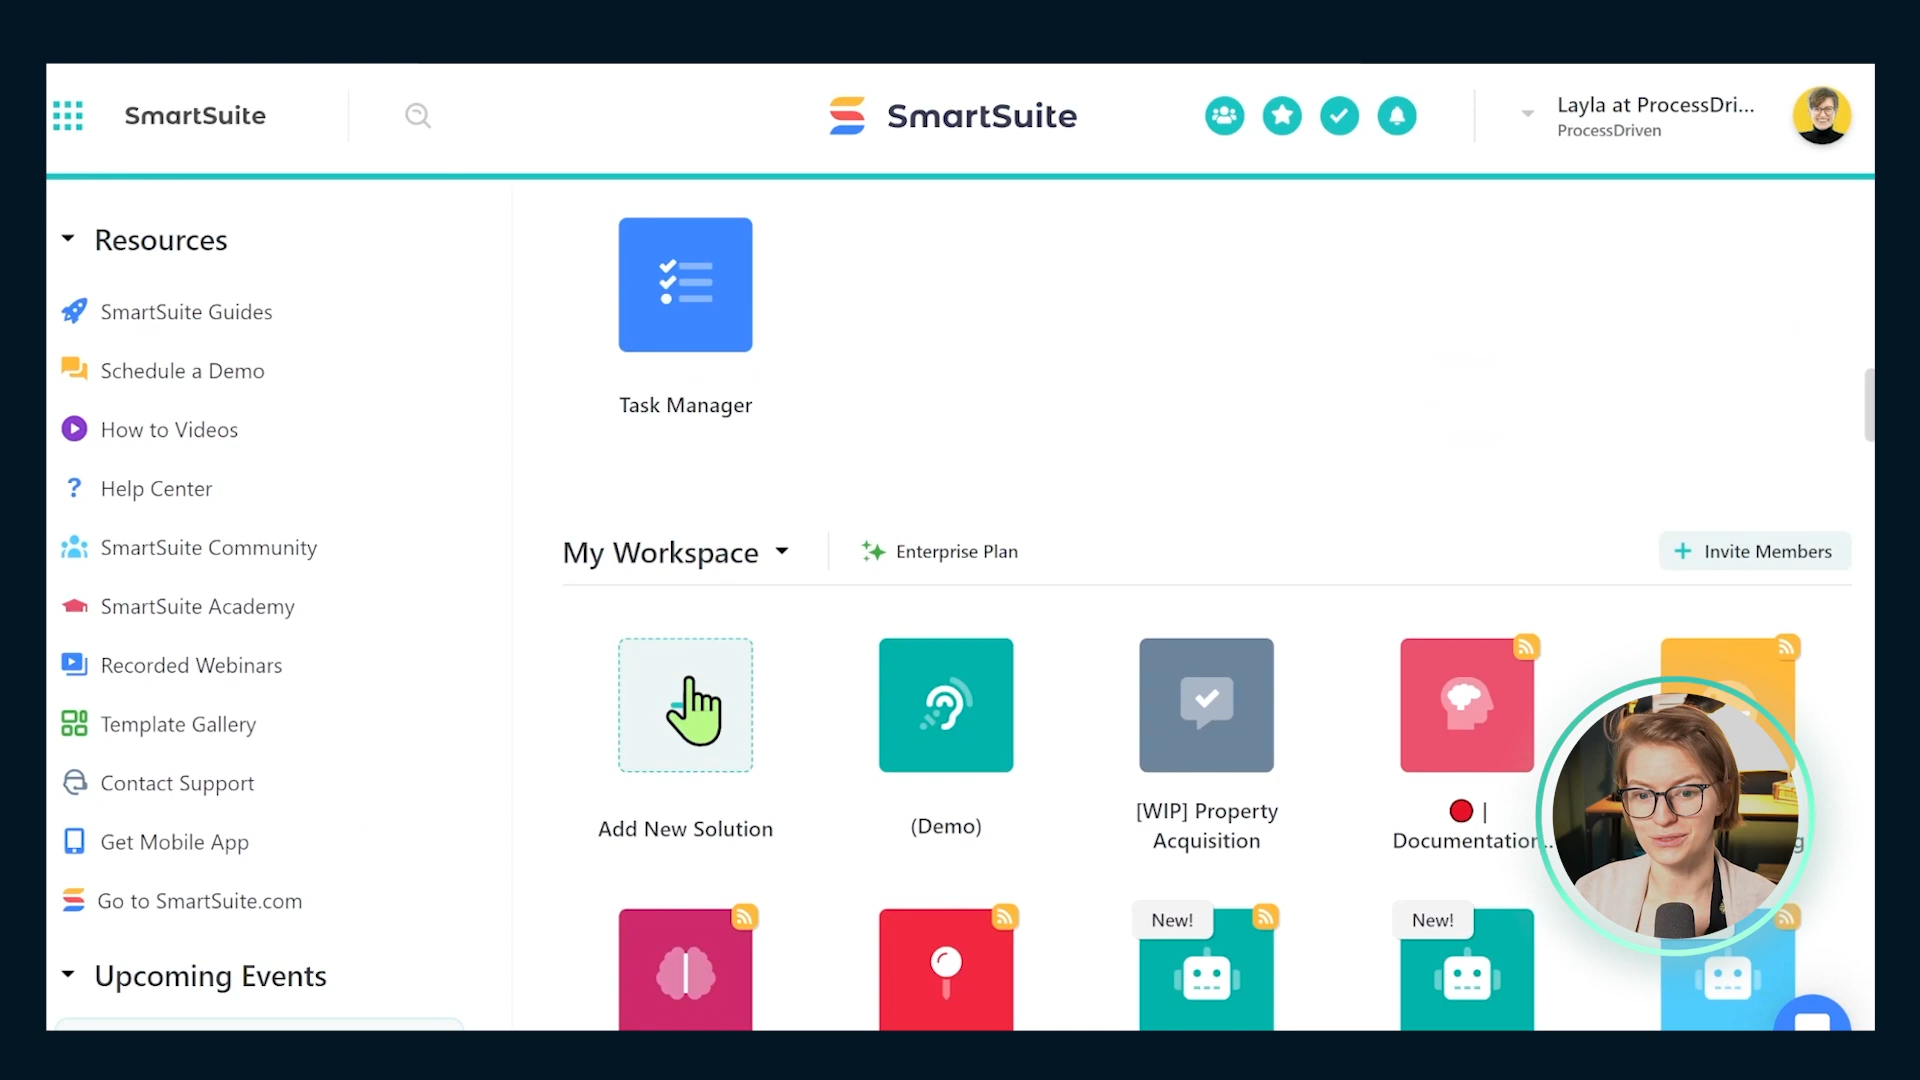 SmartSuite
SmartSuite
Layla at ProcessDri...
ProcessDriven
Resources
SmartSuite Guides
Schedule a Demo
How to Videos
Help Center
SmartSuite Community
SmartSuite Academy
Recorded Webinars
Template Gallery
Contact Support
Get Mobile App
Go to SmartSuite.com
Upcoming Events
Task Manager
My Workspace
Enterprise Plan
+ Invite Members
Add New Solution
(Demo)
[WIP] Property
Acquisition
|
Documentation...
New!
New!